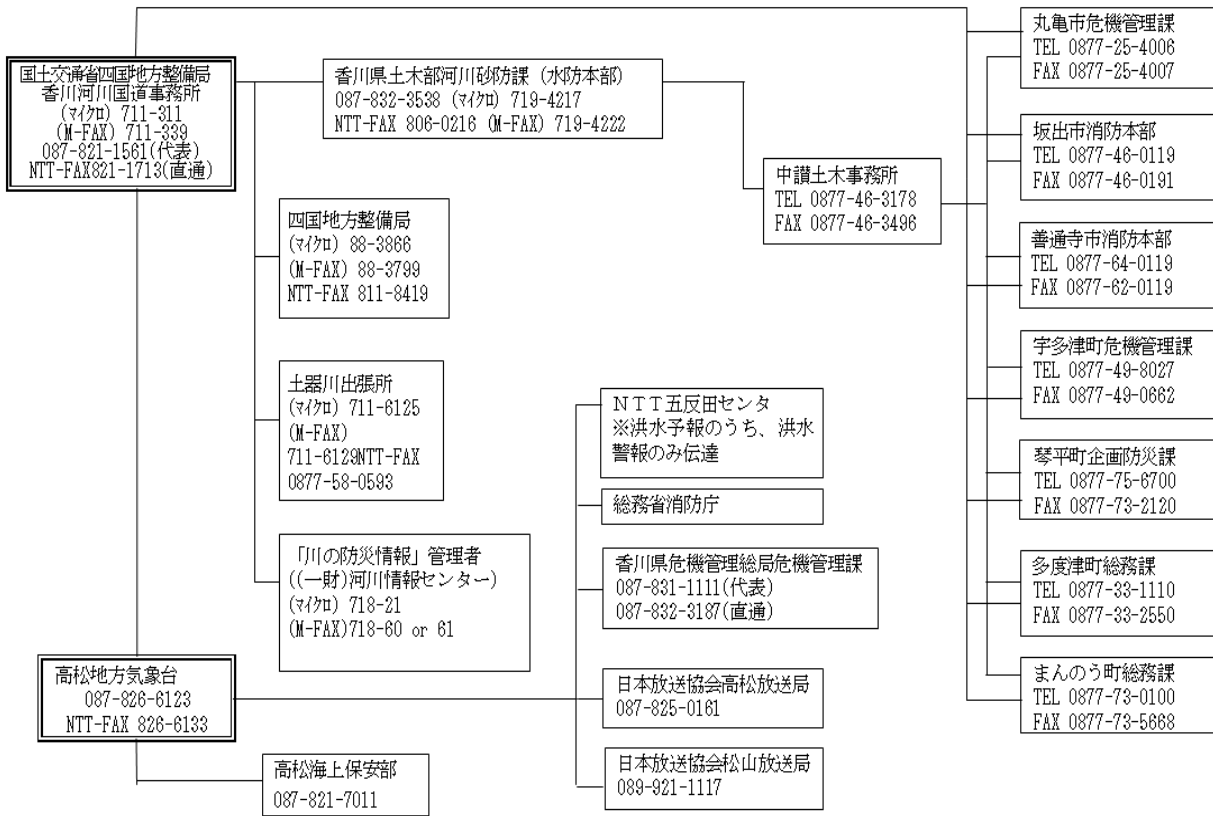 国土交通省四国地方整備局
香川河川国道事務所
(マイクロ) 711-311
(M-FAX) 711-339
087-821-1561(代表)
NTT-FAX821-1713(直通)
香川県土木部河川砂防課 (水防本部)
087-832-3538 (マイクロ) 719-4217
NTT-FAX 806-0216 (M-FAX) 719-4222
中讃土木事務所
TEL 0877-46-3178
FAX 0877-46-3496
四国地方整備局
(マイクロ) 88-3866
(M-FAX) 88-3799
NTT-FAX 811-8419
土器川出張所
(マイクロ) 711-6125
(M-FAX)
711-6129NTT-FAX
0877-58-0593
「川の防災情報」管理者
((一財)河川情報センター)
(マイクロ) 718-21
(M-FAX)718-60 or 61
高松地方気象台
087-826-6123
NTT-FAX 826-6133
高松海上保安部
087-821-7011
NTT五反田センタ
※洪水予報のうち、洪水
警報のみ伝達
総務省消防庁
香川県危機管理総局危機管理課
087-831-1111(代表)
087-832-3187(直通)
日本放送協会高松放送局
087-825-0161
日本放送協会松山放送局
089-921-1117
丸亀市危機管理課
TEL 0877-25-4006
FAX 0877-25-4007
坂出市消防本部
TEL 0877-46-0119
FAX 0877-46-0191
善通寺市消防本部
TEL 0877-64-0119
FAX 0877-62-0119
宇多津町危機管理課
TEL 0877-49-8027
FAX 0877-49-0662
琴平町企画防災課
TEL 0877-75-6700
FAX 0877-73-2120
多度津町総務課
TEL 0877-33-1110
FAX 0877-33-2550
まんのう町総務課
TEL 0877-73-0100
FAX 0877-73-5668